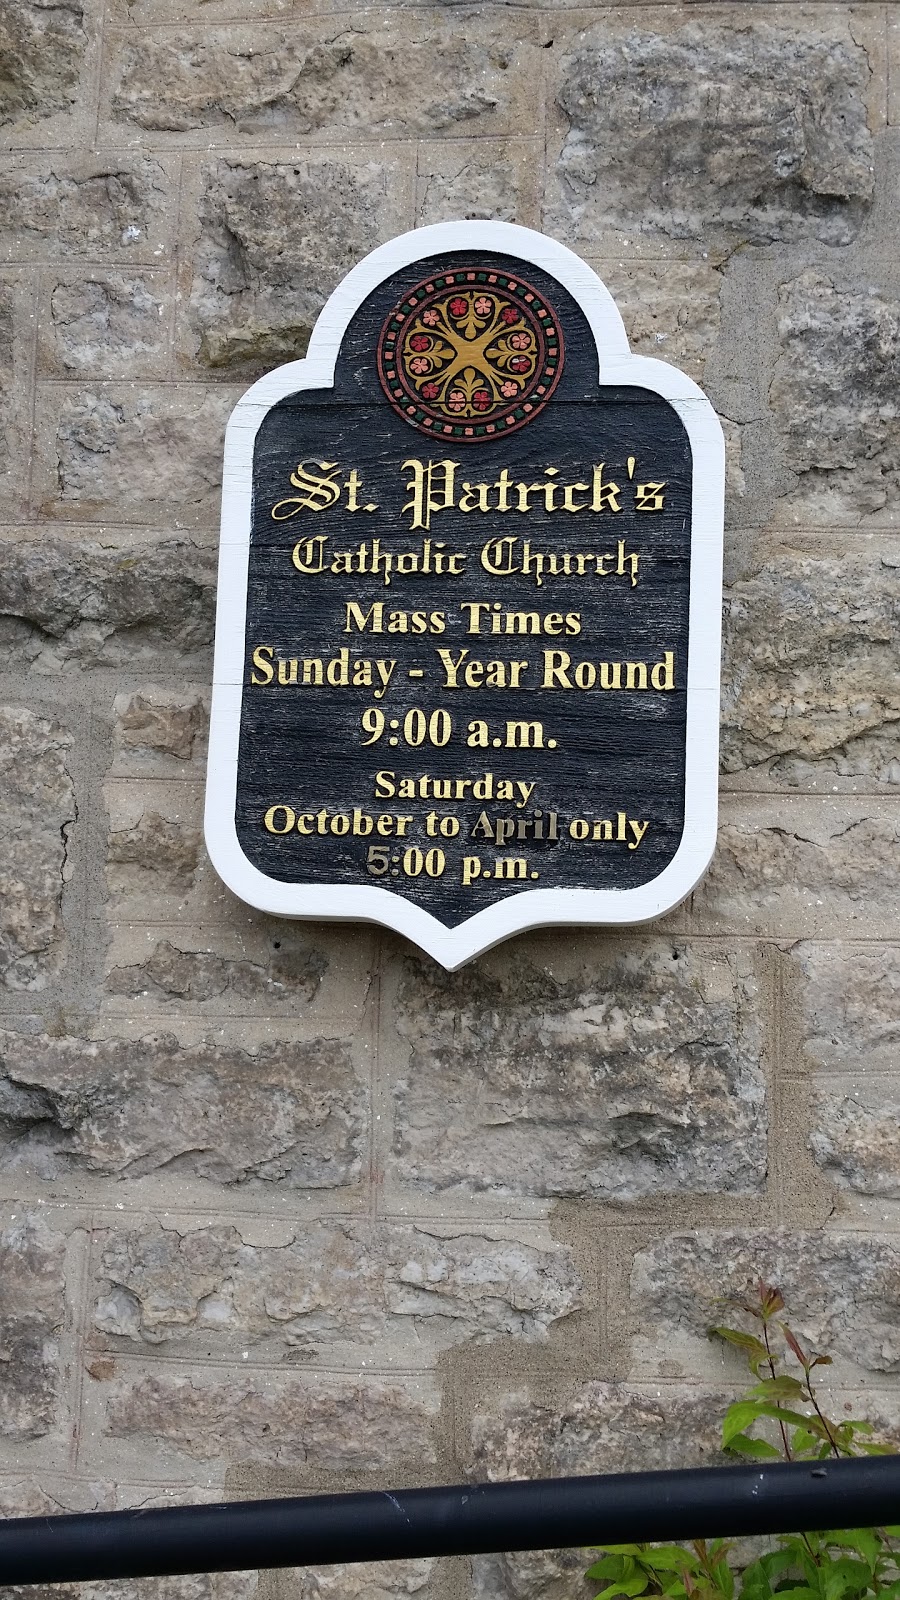 St. Patrick's
Catholic Church
Mass Times
Sunday - Year Round
9:00 a.m.
Saturday
October to April only
5:00 p.m.